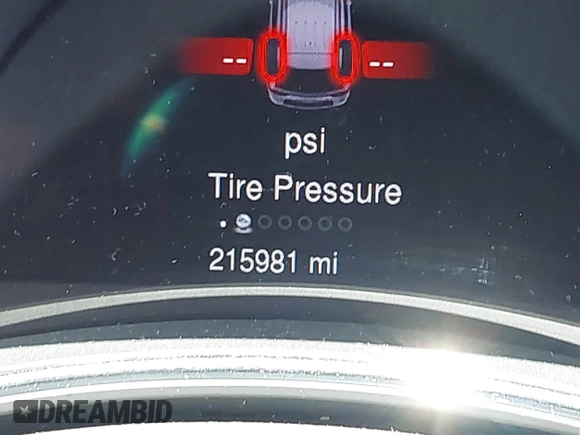 -- --
psi
Tire Pressure
215981 mi
DREAMBID